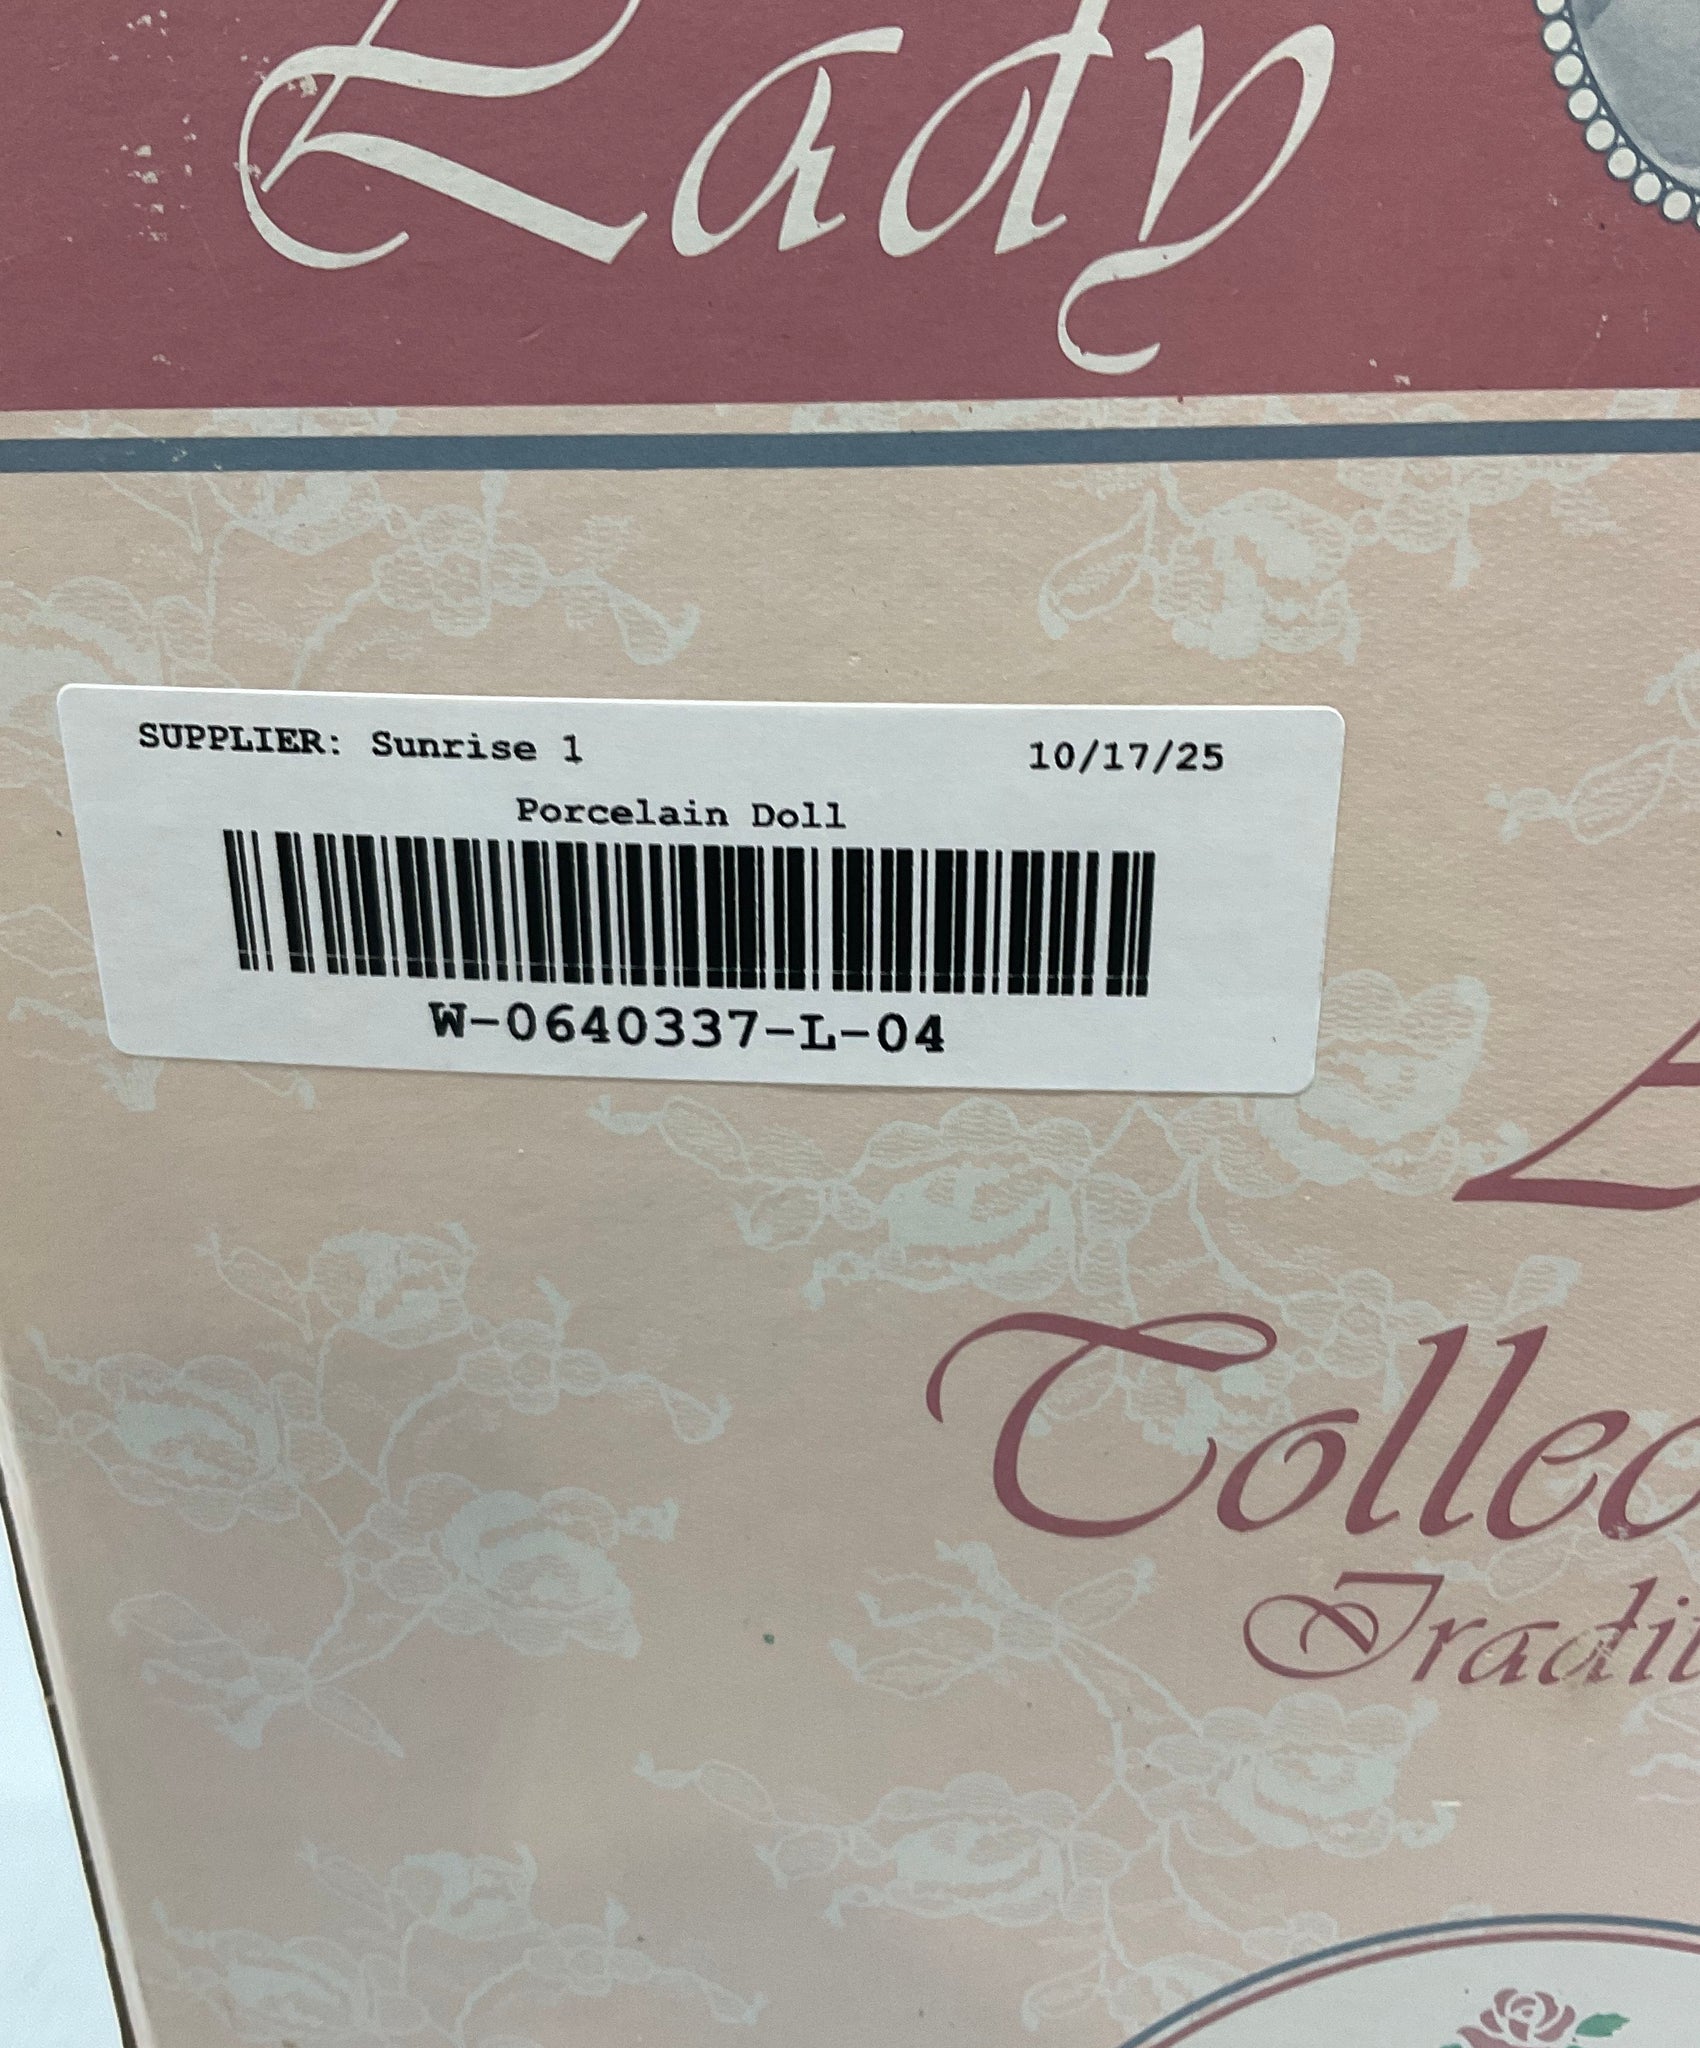 Lady
SUPPLIER: Sunrise 1 10/17/25
Porcelain Doll
W-0640337-L-04